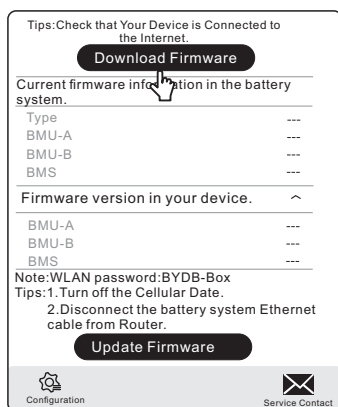 Tips:Check that Your Device is Connected to
the Internet.
Download Firmware
Current firmware information in the battery
system.
Type ---
BMU-A ---
BMU-B ---
BMS ---
Firmware version in your device.
BMU-A ---
BMU-B ---
BMS ---
Note:WLAN password:BYDB-Box
Tips:1.Turn off the Cellular Date.
2.Disconnect the battery system Ethernet
cable from Router.
Update Firmware
Configuration
Service Contact